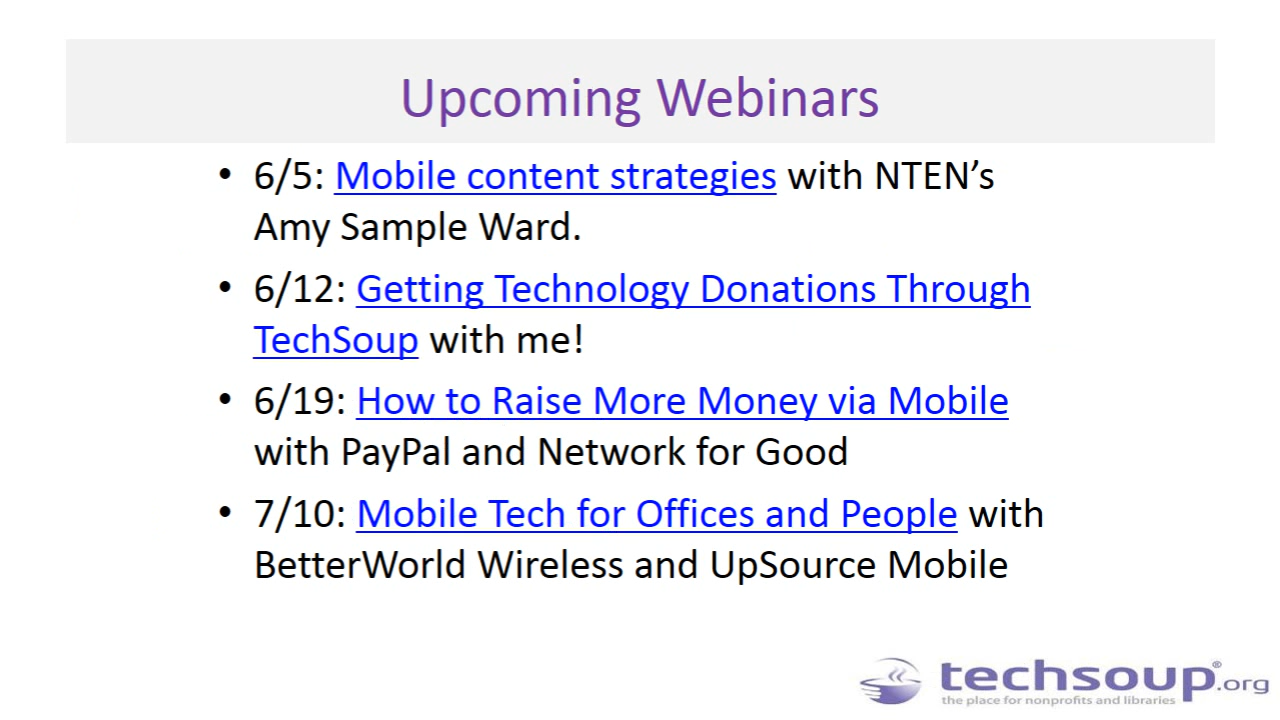 Upcoming Webinars
• 6/5: Mobile content strategies with NTEN’s
Amy Sample Ward.
• 6/12: Getting Technology Donations Through
TechSoup with me!
• 6/19: How to Raise More Money via Mobile
with PayPal and Network for Good
• 7/10: Mobile Tech for Offices and People with
BetterWorld Wireless and UpSource Mobile
techsoup®.org
the place for nonprofits and libraries